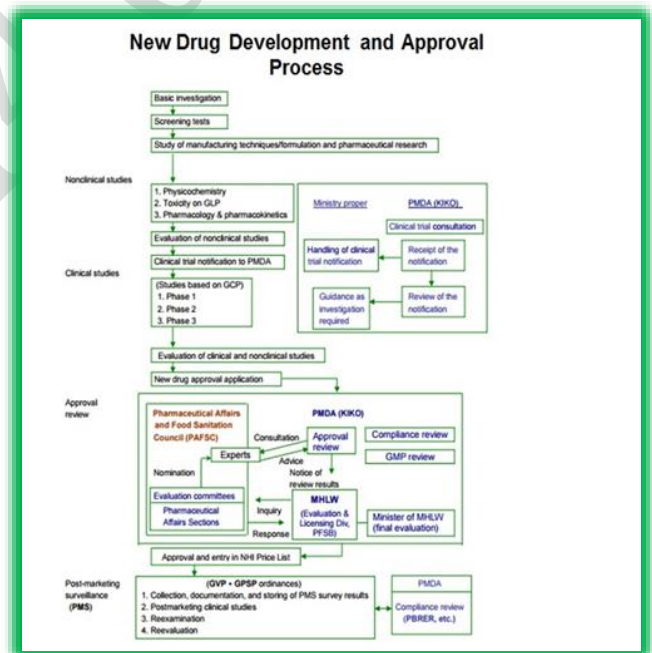 New Drug Development and Approval
Process
Basic investigation
Screening tests
Study of manufacturing techniques/formulation and pharmaceutical research
Nonclinical studies
1. Physicochemistry
2. Toxicity on GLP
3. Pharmacology & pharmacokinetics
Evaluation of nonclinical studies
Clinical trial notification to PMDA
Clinical studies
(Studies based on GCP)
1. Phase 1
2. Phase 2
3. Phase 3
Ministry proper
PMDA (KIKO)
Clinical trial consultation
Handling of clinical
trial notification
Receipt of the
notification
Guidance as
investigation
required
Review of the
notification
Evaluation of clinical and nonclinical studies
New drug approval application
Approval
review
Pharmaceutical Affairs
and Food Sanitation
Council (PAFSC)
PMDA (KIKO)
Consultation
Approval
review
Compliance review
Experts
Advice
GMP review
Nomination
Notice of
review results
Evaluation committees
Pharmaceutical
Affairs Sections
Inquiry
Response
MHLW
(Evaluation &
Licensing Div,
PFSB)
Minister of MHLW
(final evaluation)
Approval and entry in NHI Price List
Post-marketing
surveillance
(PMS)
(GVP • GPSP ordinances)
1. Collection, documentation, and storing of PMS survey results
2. Postmarketing clinical studies
3. Reexamination
4. Reevaluation
PMDA
Compliance review
(PBRER, etc.)